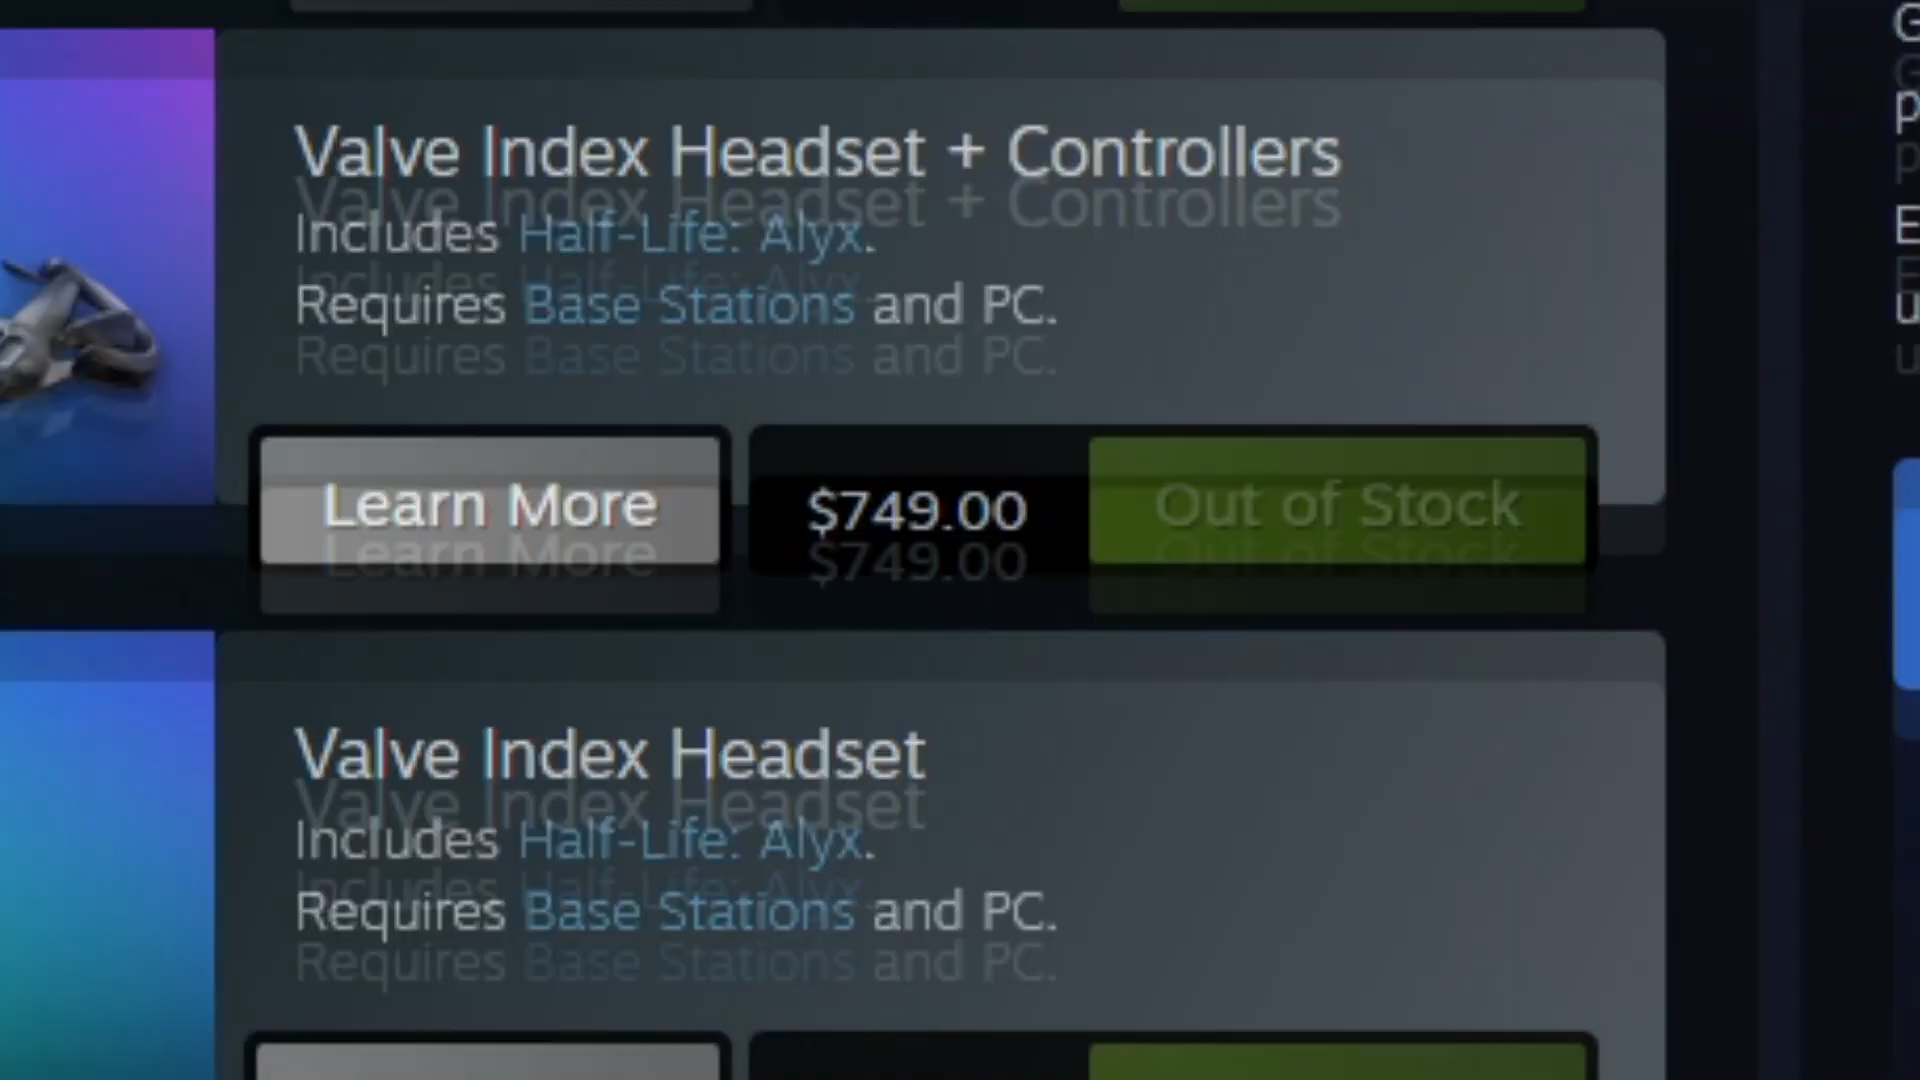 Valve Index Headset + Controllers
Includes Half-Life: Alyx.
Requires Base Stations and PC.
Learn More
$749.00
Out of Stock
Valve Index Headset
Includes Half-Life: Alyx.
Requires Base Stations and PC.